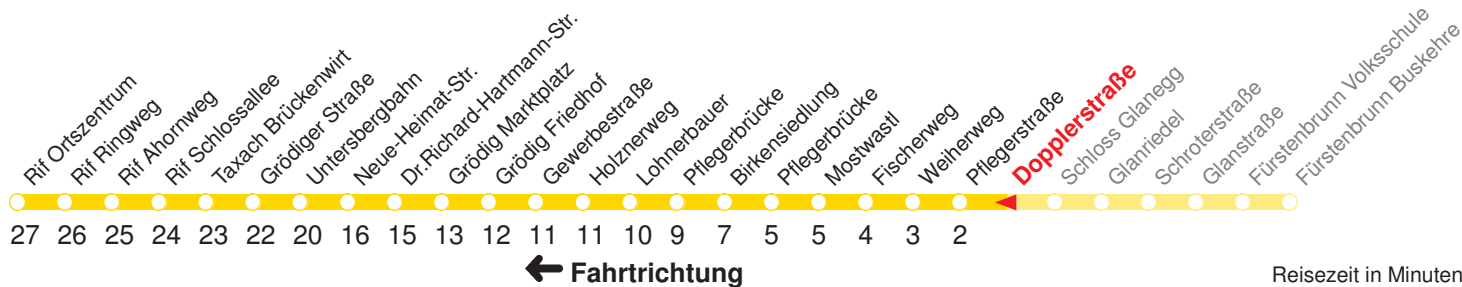 Rif Ortszentrum
Rif Ringweg
Rif Ahornweg
Rif Schlossallee
Taxach Brückenwirt
Grödiger Straße
Untersbergbahn
Neue-Heimat-Str.
Dr.Richard-Hartmann-Str.
Grödig Marktplatz
Grödig Friedhof
Gewerbestraße
Holznerweg
Lohnerbauer
Pflegerbrücke
Birkensiedlung
Pflegerbrücke
Mostwastl
Fischerweg
Weiherweg
Pflegerstraße
Dopplerstraße
Schloss Glanegg
Glanriedel
Schroterstraße
Glanstraße
Fürstenbrunn Volksschule
Fürstenbrunn Buskehre
27 26 25 24 23 22 20 16 15 13 12 11 11 10 9 7 5 5 4 3 2
Fahrtrichtung
Reisezeit in Minuten